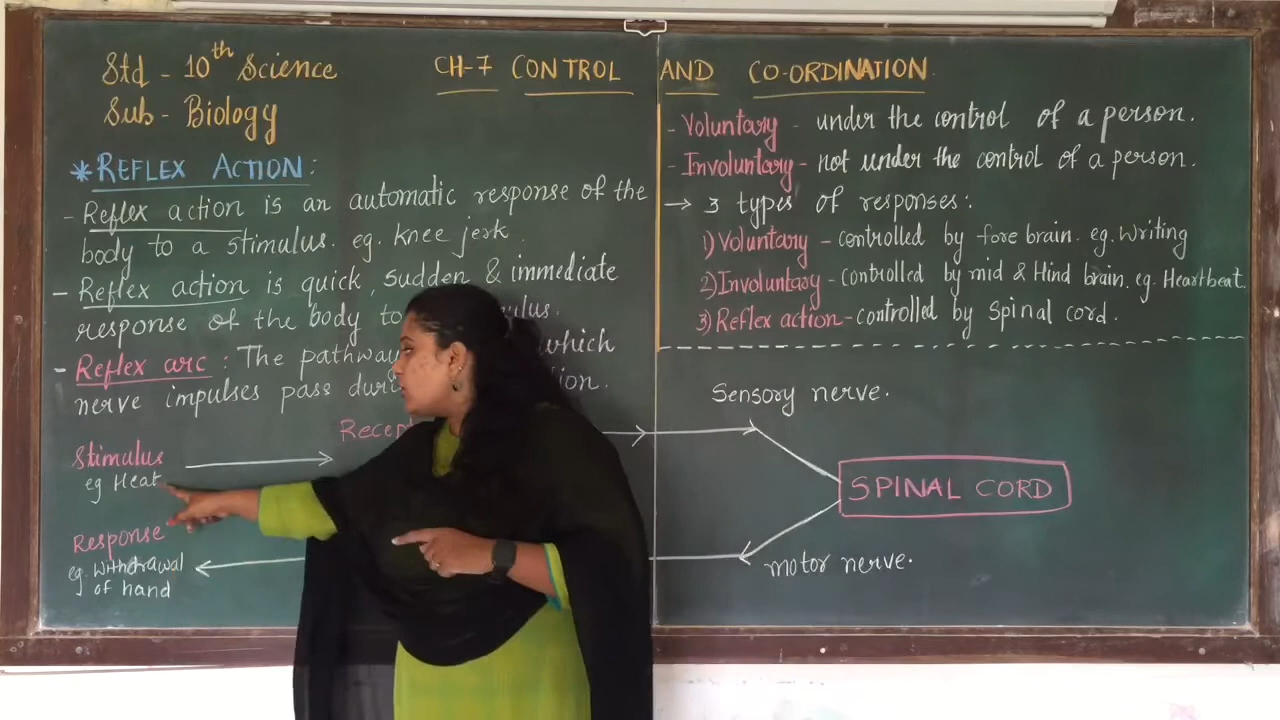 Std - 10th Science
Sub - Biology
CH-7 CONTROL AND CO-ORDINATION
* REFLEX ACTION:
- Reflex action is an automatic response of the
body to a stimulus. eg. knee jerk.
- Reflex action is quick, sudden & immediate
response of the body to
- Reflex arc : The pathway which
nerve impulses pass
Stimulus
eg Heat
Response
eg. withdrawal
of hand
- Voluntary - under the control of a person.
- Involuntary - not under the control of a person.
→ 3 types of responses:
1) Voluntary - controlled by fore brain. eg. Writing
2) Involuntary - controlled by mid & Hind brain. eg. Heartbeat.
3) Reflex action - controlled by Spinal cord.
Sensory nerve.
SPINAL CORD
motor nerve.